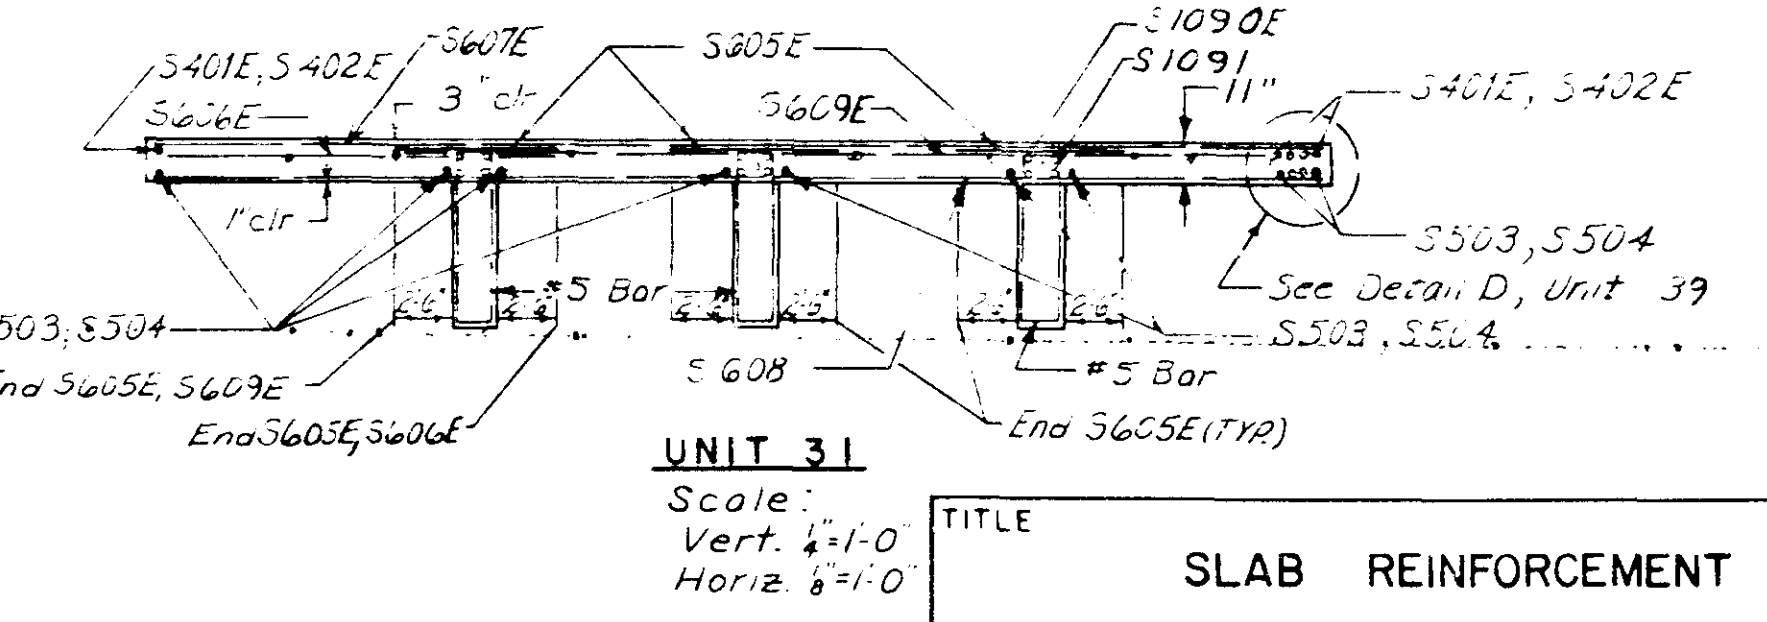 S607E
S605E
S1090E
S401E, S402E
S1091
3" clr
11"
S401E, S402E
S606E
S609E
1" clr
S503, S504
#5 Bar
See Detail D, Unit 39
2'6"
2'6"
2'6"
2'6"
2'6"
2'6"
503, S504
S503, S504
S608
#5 Bar
End S605E, S609E
End S605E, S606E
End S605E (TYP.)
UNIT 31
Scale:
Vert. 1/4"=1'-0"
Horiz. 1/8"=1'-0"
TITLE
SLAB REINFORCEMENT